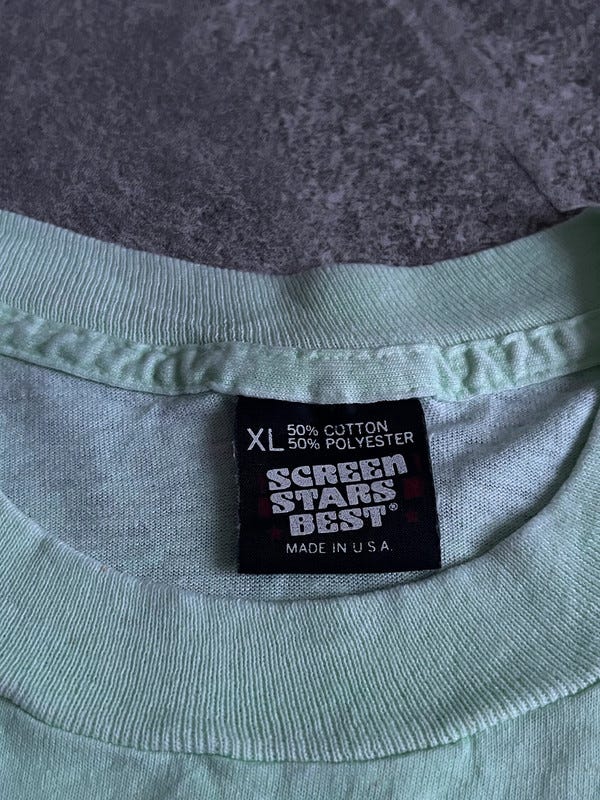 XL 50% COTTON
50% POLYESTER
SCREEN
STARS
BEST®
MADE IN U.S.A.